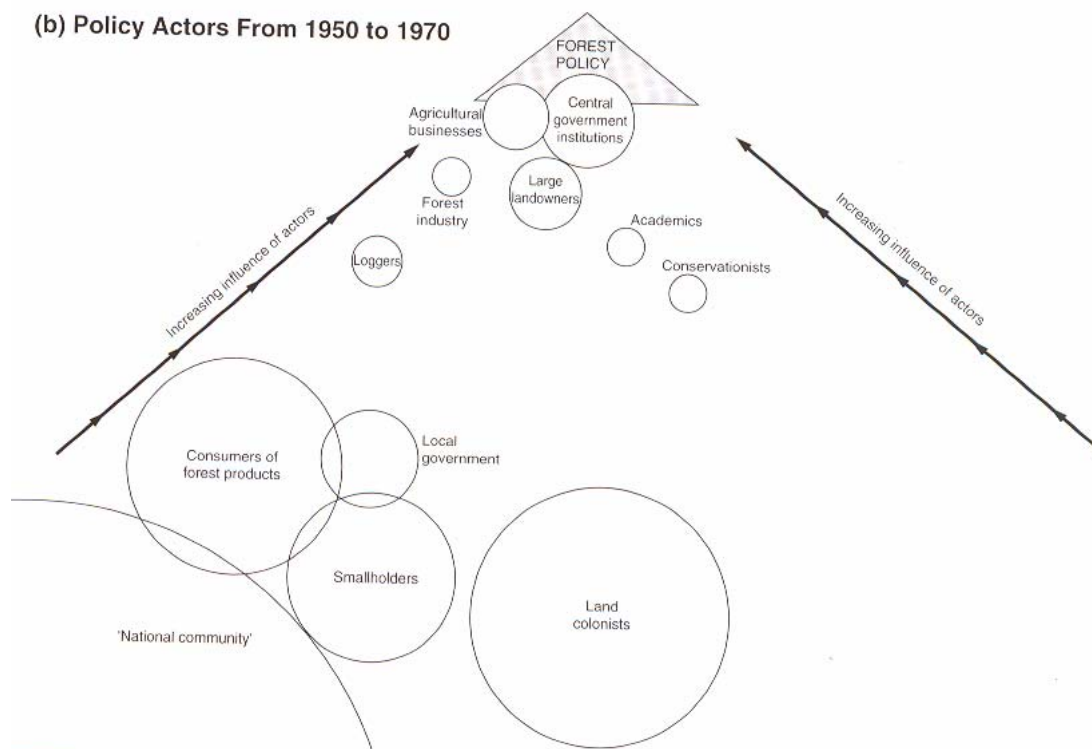 (b) Policy Actors From 1950 to 1970
FOREST
POLICY
Agricultural
businesses
Central
government
institutions
Forest
industry
Large
landowners
Loggers
Academics
Conservationists
Increasing influence of actors
Increasing influence of actors
Consumers of
forest products
Local
government
Smallholders
Land
colonists
'National community'